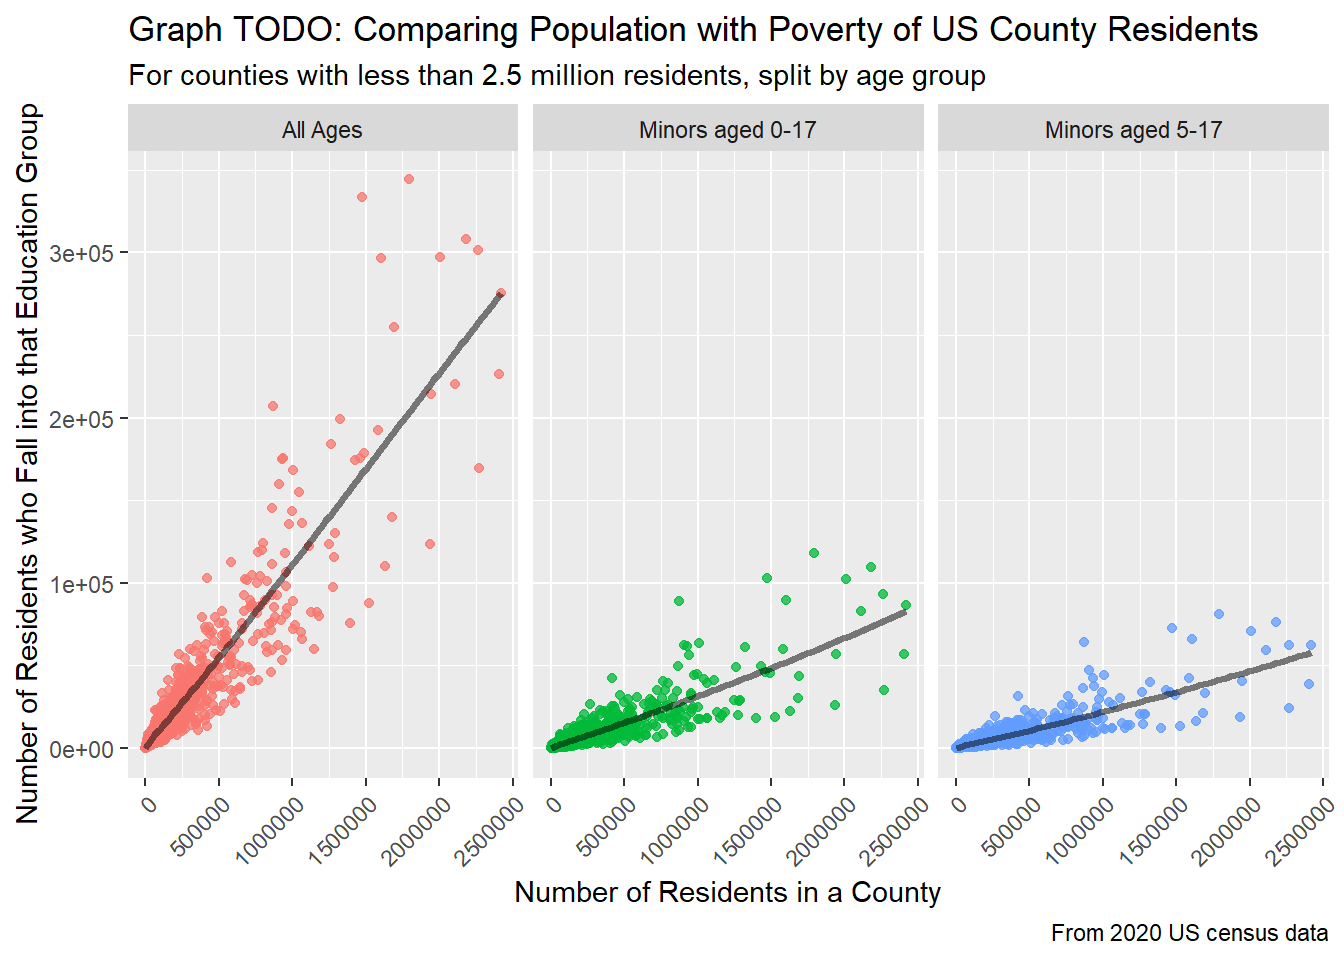 Graph TODO: Comparing Population with Poverty of US County Residents
For counties with less than 2.5 million residents, split by age group
All Ages
Minors aged 0-17
Minors aged 5-17
Number of Residents who Fall into that Education Group
3e+05
2e+05
1e+05
0e+00
0
500000
1000000
1500000
2000000
2500000
0
500000
1000000
1500000
2000000
2500000
0
500000
1000000
1500000
2000000
2500000
Number of Residents in a County
From 2020 US census data